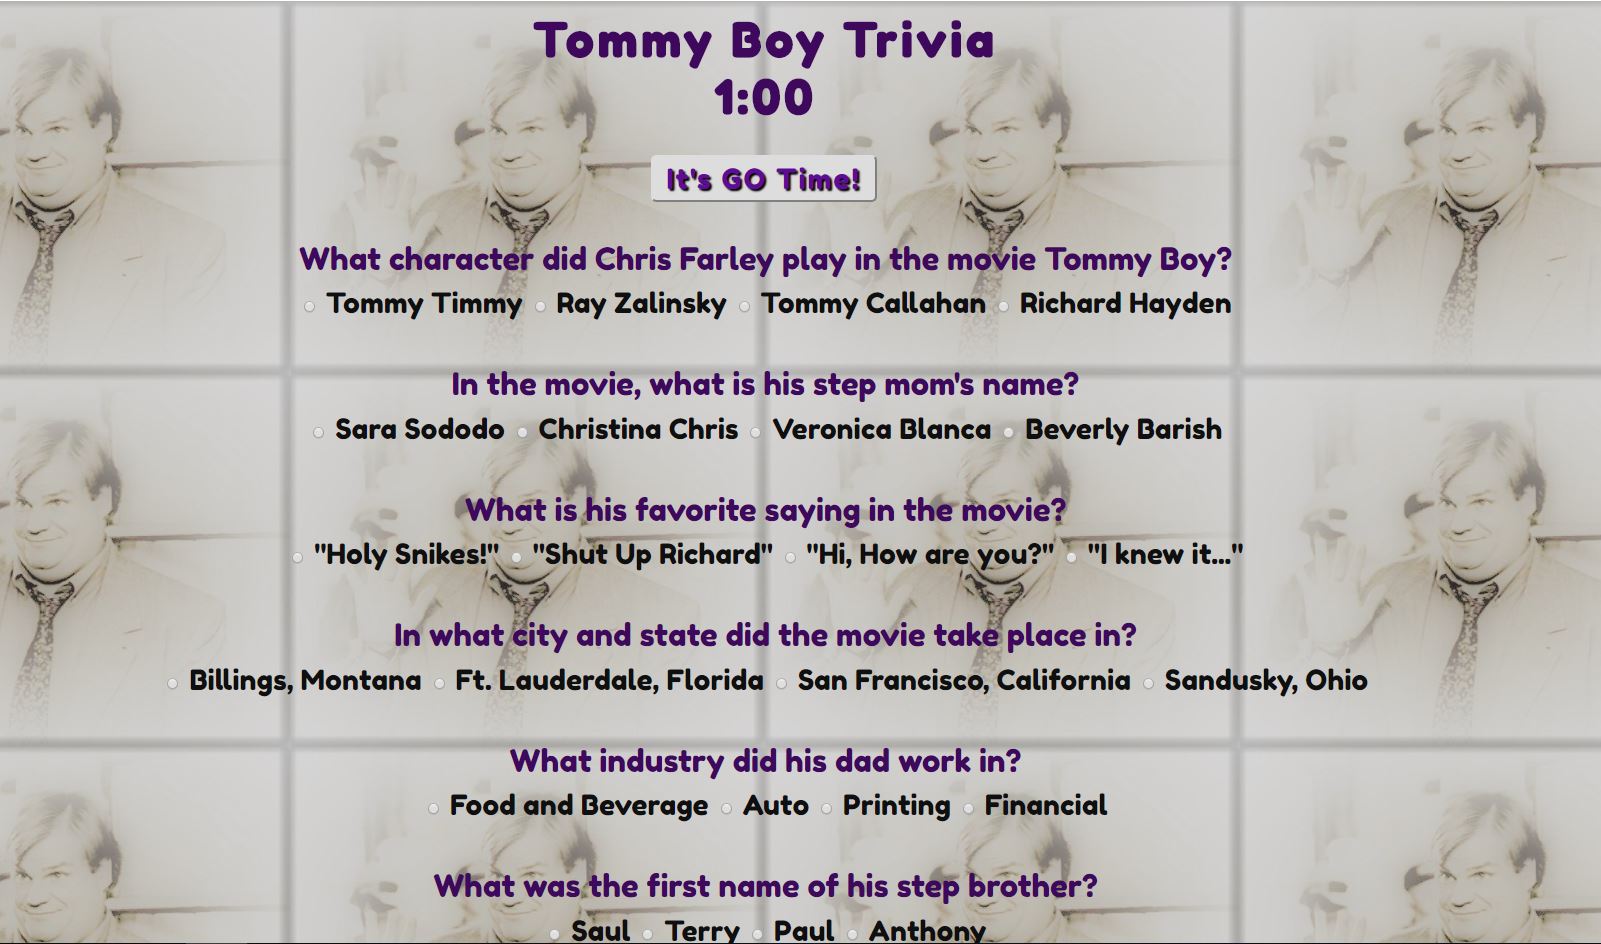 Tommy Boy Trivia
1:00
It's GO Time!
What character did Chris Farley play in the movie Tommy Boy?
Tommy Timmy Ray Zalinsky Tommy Callahan Richard Hayden
In the movie, what is his step mom's name?
Sara Sododo Christina Chris Veronica Blanca Beverly Barish
What is his favorite saying in the movie?
"Holy Snikes!" "Shut Up Richard" "Hi, How are you?" "I knew it..."
In what city and state did the movie take place in?
Billings, Montana Ft. Lauderdale, Florida San Francisco, California Sandusky, Ohio
What industry did his dad work in?
Food and Beverage Auto Printing Financial
What was the first name of his step brother?
Saul Terry Paul Anthony